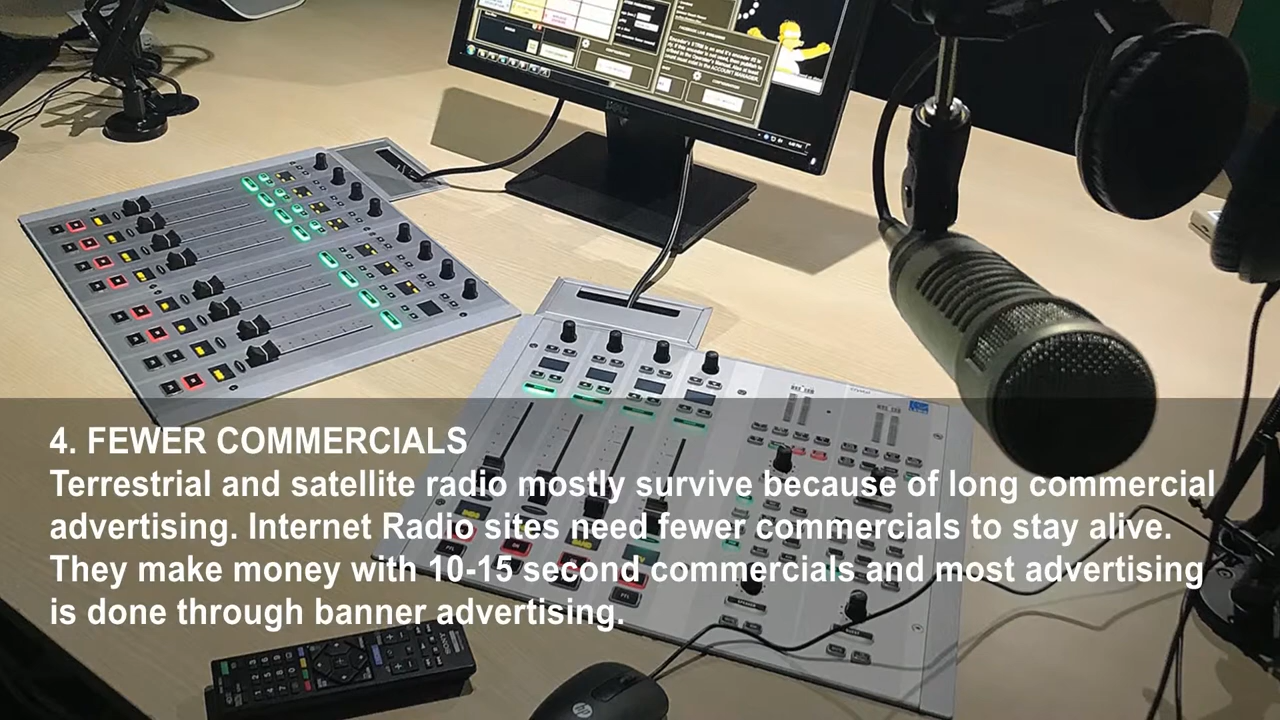 4. FEWER COMMERCIALS
Terrestrial and satellite radio mostly survive because of long commercial
advertising. Internet Radio sites need fewer commercials to stay alive.
They make money with 10-15 second commercials and most advertising
is done through banner advertising.